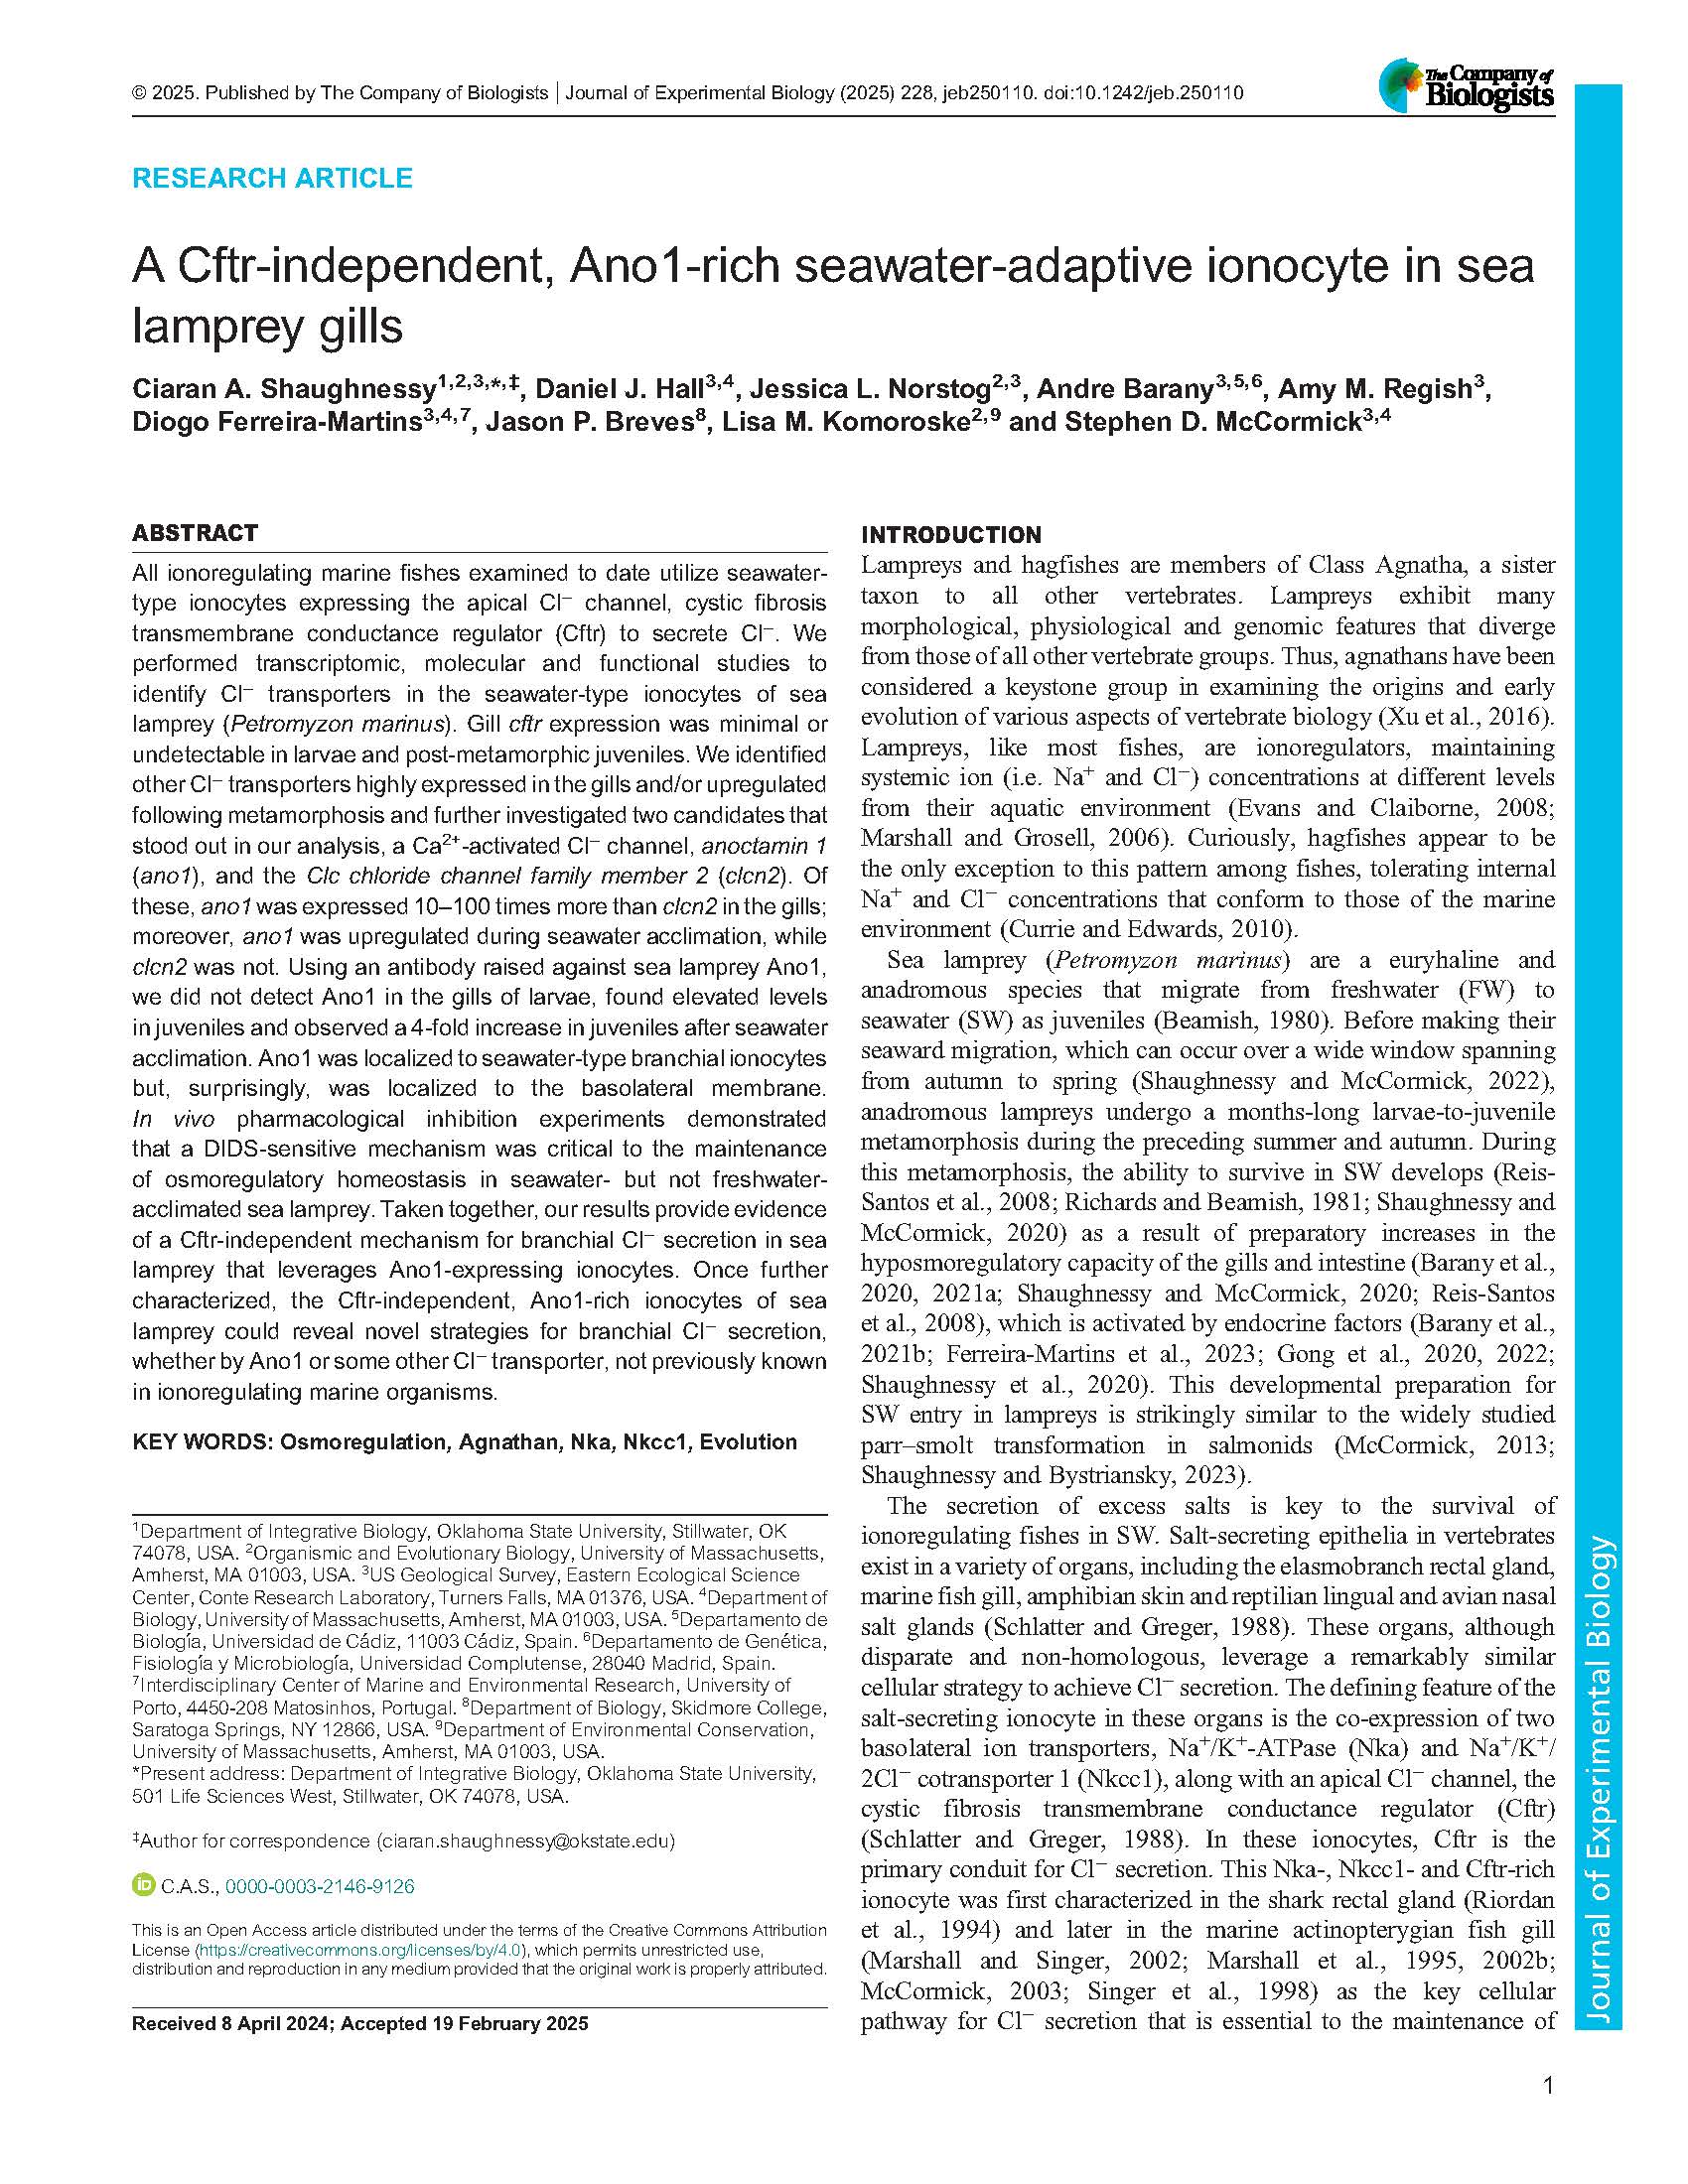 © 2025. Published by The Company of Biologists | Journal of Experimental Biology (2025) 228, jeb250110. doi:10.1242/jeb.250110
The Company of
Biologists
RESEARCH ARTICLE
A Cftr-independent, Ano1-rich seawater-adaptive ionocyte in sea
lamprey gills
Ciaran A. Shaughnessy1,2,3,*,‡, Daniel J. Hall3,4, Jessica L. Norstog2,3, Andre Barany3,5,6, Amy M. Regish3,
Diogo Ferreira-Martins3,4,7, Jason P. Breves8, Lisa M. Komoroske2,9 and Stephen D. McCormick3,4
ABSTRACT
All ionoregulating marine fishes examined to date utilize seawater-
type ionocytes expressing the apical Cl− channel, cystic fibrosis
transmembrane conductance regulator (Cftr) to secrete Cl−. We
performed transcriptomic, molecular and functional studies to
identify Cl− transporters in the seawater-type ionocytes of sea
lamprey (Petromyzon marinus). Gill cftr expression was minimal or
undetectable in larvae and post-metamorphic juveniles. We identified
other Cl− transporters highly expressed in the gills and/or upregulated
following metamorphosis and further investigated two candidates that
stood out in our analysis, a Ca2+-activated Cl− channel, anoctamin 1
(ano1), and the Clc chloride channel family member 2 (clcn2). Of
these, ano1 was expressed 10–100 times more than clcn2 in the gills;
moreover, ano1 was upregulated during seawater acclimation, while
clcn2 was not. Using an antibody raised against sea lamprey Ano1,
we did not detect Ano1 in the gills of larvae, found elevated levels
in juveniles and observed a 4-fold increase in juveniles after seawater
acclimation. Ano1 was localized to seawater-type branchial ionocytes
but, surprisingly, was localized to the basolateral membrane.
In vivo pharmacological inhibition experiments demonstrated
that a DIDS-sensitive mechanism was critical to the maintenance
of osmoregulatory homeostasis in seawater- but not freshwater-
acclimated sea lamprey. Taken together, our results provide evidence
of a Cftr-independent mechanism for branchial Cl− secretion in sea
lamprey that leverages Ano1-expressing ionocytes. Once further
characterized, the Cftr-independent, Ano1-rich ionocytes of sea
lamprey could reveal novel strategies for branchial Cl− secretion,
whether by Ano1 or some other Cl− transporter, not previously known
in ionoregulating marine organisms.
KEY WORDS: Osmoregulation, Agnathan, Nka, Nkcc1, Evolution
1Department of Integrative Biology, Oklahoma State University, Stillwater, OK
74078, USA. 2Organismic and Evolutionary Biology, University of Massachusetts,
Amherst, MA 01003, USA. 3US Geological Survey, Eastern Ecological Science
Center, Conte Research Laboratory, Turners Falls, MA 01376, USA. 4Department of
Biology, University of Massachusetts, Amherst, MA 01003, USA. 5Departamento de
Biología, Universidad de Cádiz, 11003 Cádiz, Spain. 6Departamento de Genética,
Fisiología y Microbiología, Universidad Complutense, 28040 Madrid, Spain.
7Interdisciplinary Center of Marine and Environmental Research, University of
Porto, 4450-208 Matosinhos, Portugal. 8Department of Biology, Skidmore College,
Saratoga Springs, NY 12866, USA. 9Department of Environmental Conservation,
University of Massachusetts, Amherst, MA 01003, USA.
*Present address: Department of Integrative Biology, Oklahoma State University,
501 Life Sciences West, Stillwater, OK 74078, USA.
‡Author for correspondence (ciaran.shaughnessy@okstate.edu)
iD C.A.S., 0000-0003-2146-9126
This is an Open Access article distributed under the terms of the Creative Commons Attribution
License (https://creativecommons.org/licenses/by/4.0), which permits unrestricted use,
distribution and reproduction in any medium provided that the original work is properly attributed.
Received 8 April 2024; Accepted 19 February 2025
INTRODUCTION
Lampreys and hagfishes are members of Class Agnatha, a sister
taxon to all other vertebrates. Lampreys exhibit many
morphological, physiological and genomic features that diverge
from those of all other vertebrate groups. Thus, agnathans have been
considered a keystone group in examining the origins and early
evolution of various aspects of vertebrate biology (Xu et al., 2016).
Lampreys, like most fishes, are ionoregulators, maintaining
systemic ion (i.e. Na+ and Cl−) concentrations at different levels
from their aquatic environment (Evans and Claiborne, 2008;
Marshall and Grosell, 2006). Curiously, hagfishes appear to be
the only exception to this pattern among fishes, tolerating internal
Na+ and Cl− concentrations that conform to those of the marine
environment (Currie and Edwards, 2010).
Sea lamprey (Petromyzon marinus) are a euryhaline and
anadromous species that migrate from freshwater (FW) to
seawater (SW) as juveniles (Beamish, 1980). Before making their
seaward migration, which can occur over a wide window spanning
from autumn to spring (Shaughnessy and McCormick, 2022),
anadromous lampreys undergo a months-long larvae-to-juvenile
metamorphosis during the preceding summer and autumn. During
this metamorphosis, the ability to survive in SW develops (Reis-
Santos et al., 2008; Richards and Beamish, 1981; Shaughnessy and
McCormick, 2020) as a result of preparatory increases in the
hyposmoregulatory capacity of the gills and intestine (Barany et al.,
2020, 2021a; Shaughnessy and McCormick, 2020; Reis-Santos
et al., 2008), which is activated by endocrine factors (Barany et al.,
2021b; Ferreira-Martins et al., 2023; Gong et al., 2020, 2022;
Shaughnessy et al., 2020). This developmental preparation for
SW entry in lampreys is strikingly similar to the widely studied
parr–smolt transformation in salmonids (McCormick, 2013;
Shaughnessy and Bystriansky, 2023).
The secretion of excess salts is key to the survival of
ionoregulating fishes in SW. Salt-secreting epithelia in vertebrates
exist in a variety of organs, including the elasmobranch rectal gland,
marine fish gill, amphibian skin and reptilian lingual and avian nasal
salt glands (Schlatter and Greger, 1988). These organs, although
disparate and non-homologous, leverage a remarkably similar
cellular strategy to achieve Cl− secretion. The defining feature of the
salt-secreting ionocyte in these organs is the co-expression of two
basolateral ion transporters, Na+/K+-ATPase (Nka) and Na+/K+/
2Cl− cotransporter 1 (Nkcc1), along with an apical Cl− channel, the
cystic fibrosis transmembrane conductance regulator (Cftr)
(Schlatter and Greger, 1988). In these ionocytes, Cftr is the
primary conduit for Cl− secretion. This Nka-, Nkcc1- and Cftr-rich
ionocyte was first characterized in the shark rectal gland (Riordan
et al., 1994) and later in the marine actinopterygian fish gill
(Marshall and Singer, 2002; Marshall et al., 1995, 2002b;
McCormick, 2003; Singer et al., 1998) as the key cellular
pathway for Cl− secretion that is essential to the maintenance of
Journal of Experimental Biology
1